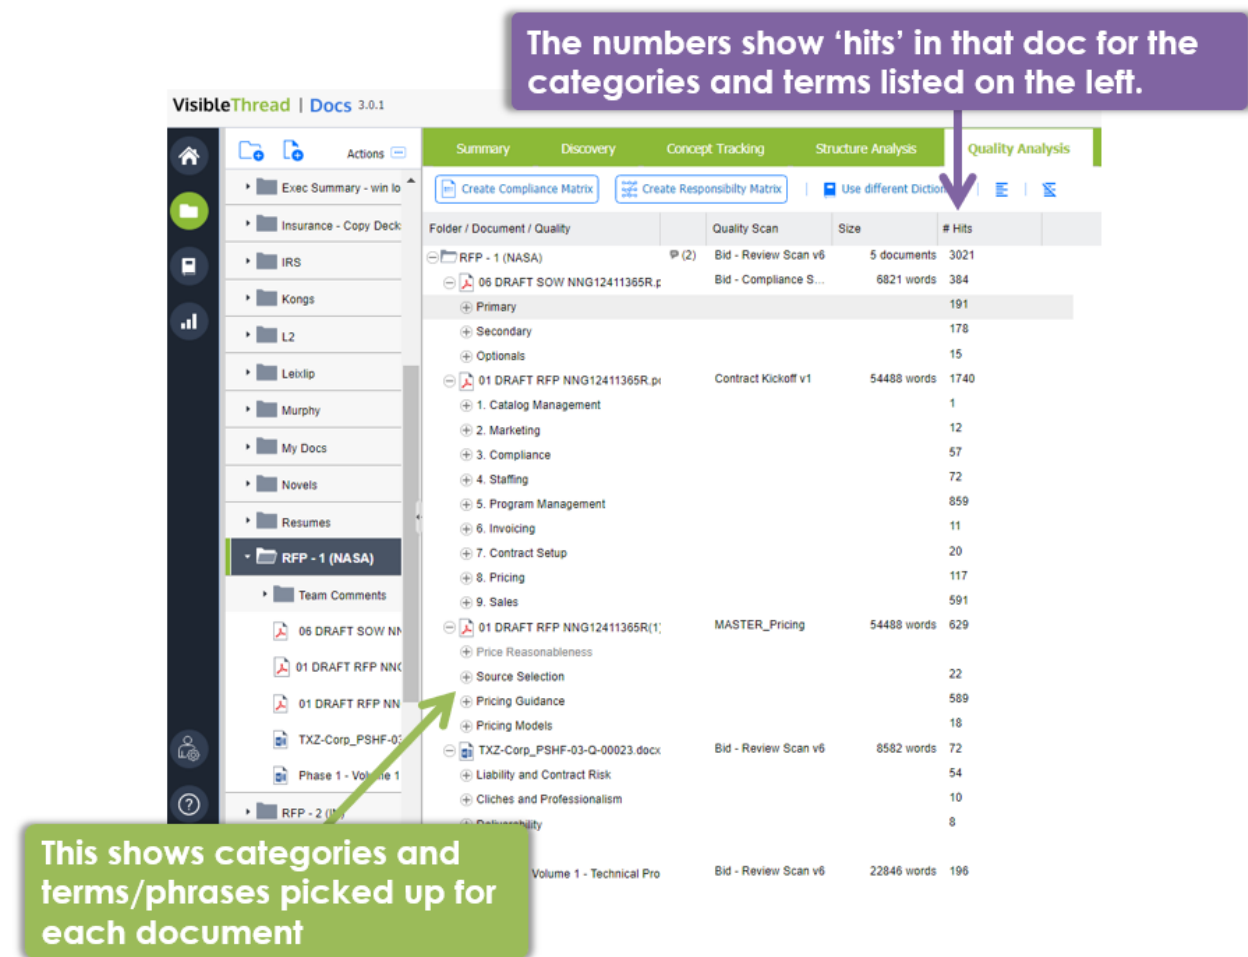 The numbers show ‘hits’ in that doc for the
categories and terms listed on the left.
VisibleThread | Docs 3.0.1
Actions
Summary Discovery Concept Tracking Structure Analysis Quality Analysis
Create Compliance Matrix Create Responsibilty Matrix Use different
Folder / Document / Quality Quality Scan Size # Hits
Exec Summary - win lo
Insurance - Copy Deck
IRS
Kongs
L2
Leixlip
Murphy
My Docs
Novels
Resumes
RFP - 1 (NASA)
Team Comments
06 DRAFT SOW NN
01 DRAFT RFP NNG
01 DRAFT RFP NN
TXZ-Corp_PSHF-03
Phase 1 - Volume 1
RFP - 2
RFP - 1 (NASA) (2) Bid - Review Scan v6 5 documents 3021
06 DRAFT SOW NNG12411365R.p Bid - Compliance S... 6821 words 384
Primary 191
Secondary 178
Optionals 15
01 DRAFT RFP NNG12411365R.p Contract Kickoff v1 54488 words 1740
1. Catalog Management 1
2. Marketing 12
3. Compliance 57
4. Staffing 72
5. Program Management 859
6. Invoicing 11
7. Contract Setup 20
8. Pricing 117
9. Sales 591
01 DRAFT RFP NNG12411365R(1) MASTER_Pricing 54488 words 629
Price Reasonableness
Source Selection 22
Pricing Guidance 589
Pricing Models 18
TXZ-Corp_PSHF-03-Q-00023.docx Bid - Review Scan v6 8582 words 72
Liability and Contract Risk 54
Cliches and Professionalism 10
Deliverability 8
Volume 1 - Technical Pro Bid - Review Scan v6 22846 words 196
This shows categories and
terms/phrases picked up for
each document